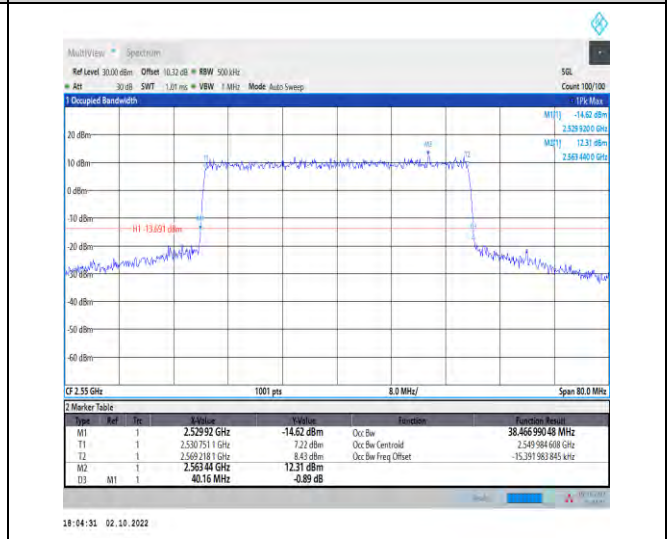 MultiView Spectrum
Ref Level 30.00 dBm Offset 10.32 dB RBW 500 kHz SGL
Att 30 dB SWT 1.01 ms VBW 1 MHz Mode Auto Sweep Count 100/100
1 Occupied Bandwidth 1Pk Max
M1[1] -14.62 dBm
2.529 920 0 GHz
20 dBm
M2[1] 12.31 dBm
2.563 440 0 GHz
T1
M2
T2
10 dBm
0 dBm
-10 dBm
H1 -13.691 dBm
-20 dBm
-40 dBm
-50 dBm
-60 dBm
CF 2.55 GHz 1001 pts 8.0 MHz/ Span 80.0 MHz
2 Marker Table
Type Ref Trc X-Value Y-Value Function Function Result
M1 1 2.529 92 GHz -14.62 dBm Occ Bw 38.466 990 48 MHz
T1 1 2.530 751 1 GHz 7.22 dBm Occ Bw Centroid 2.549 984 608 GHz
T2 1 2.569 218 1 GHz 8.43 dBm Occ Bw Freq Offset -15.391 983 845 kHz
M2 1 2.563 44 GHz 12.31 dBm
D3 M1 1 40.16 MHz -0.89 dB
18:04:31 02.10.2022